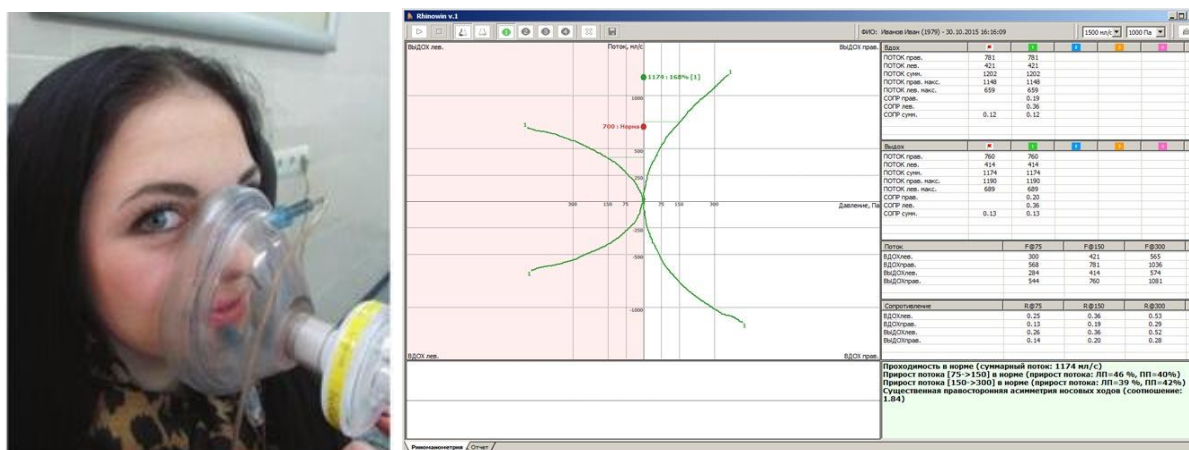 Rhinowin v.1
ФИО: Иванов Иван (1979) - 30.10.2015 16:16:09
1500 мл/с
1000 Па
ВЫДОХ лев.
Поток, мл/с
ВЫДОХ прав.
1174 : 168% [1]
700 : Норма
1000
500
250
300 150 75 75 150 300
Давление, Па
-250
-500
-1000
1
1
1
1
ВДОХ лев.
ВДОХ прав.
Вдох
ПОТОК прав. 781 781
ПОТОК лев. 421 421
ПОТОК сумм. 1202 1202
ПОТОК прав. макс. 1148 1148
ПОТОК лев. макс. 659 659
СОПР прав. 0.19
СОПР лев. 0.36
СОПР сумм. 0.12 0.12
Выдох
ПОТОК прав. 760 760
ПОТОК лев. 414 414
ПОТОК сумм. 1174 1174
ПОТОК прав. макс. 1190 1190
ПОТОК лев. макс. 689 689
СОПР прав. 0.20
СОПР лев. 0.36
СОПР сумм. 0.13 0.13
Поток F@75 F@150 F@300
ВДОХлев. 300 421 565
ВДОХправ. 568 781 1036
ВЫДОХлев. 284 414 574
ВЫДОХправ. 544 760 1081
Сопротивление R@75 R@150 R@300
ВДОХлев. 0.25 0.36 0.53
ВДОХправ. 0.13 0.19 0.29
ВЫДОХлев. 0.26 0.36 0.52
ВЫДОХправ. 0.14 0.20 0.28
Проходимость в норме (суммарный поток: 1174 мл/с)
Прирост потока [75->150] в норме (прирост потока: ЛП=46 %, ПП=40%)
Прирост потока [150->300] в норме (прирост потока: ЛП=39 %, ПП=42%)
Существенная правосторонняя асимметрия носовых ходов (соотношение:
1.84)
Риноманометрия Отчет